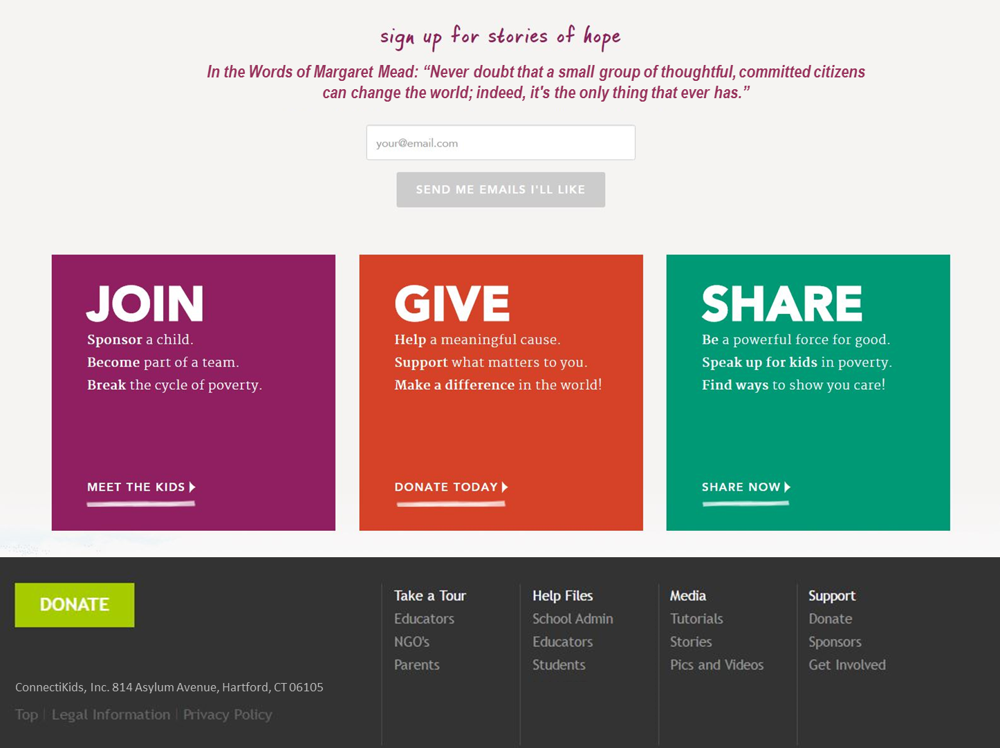 sign up for stories of hope
In the Words of Margaret Mead: “Never doubt that a small group of thoughtful, committed citizens
can change the world; indeed, it's the only thing that ever has.”
your@email.com
SEND ME EMAILS I'LL LIKE
JOIN
Sponsor a child.
Become part of a team.
Break the cycle of poverty.
MEET THE KIDS
GIVE
Help a meaningful cause.
Support what matters to you.
Make a difference in the world!
DONATE TODAY
SHARE
Be a powerful force for good.
Speak up for kids in poverty.
Find ways to show you care!
SHARE NOW
DONATE
ConnectiKids, Inc. 814 Asylum Avenue, Hartford, CT 06105
Top | Legal Information | Privacy Policy
Take a Tour
Educators
NGO's
Parents
Help Files
School Admin
Educators
Students
Media
Tutorials
Stories
Pics and Videos
Support
Donate
Sponsors
Get Involved